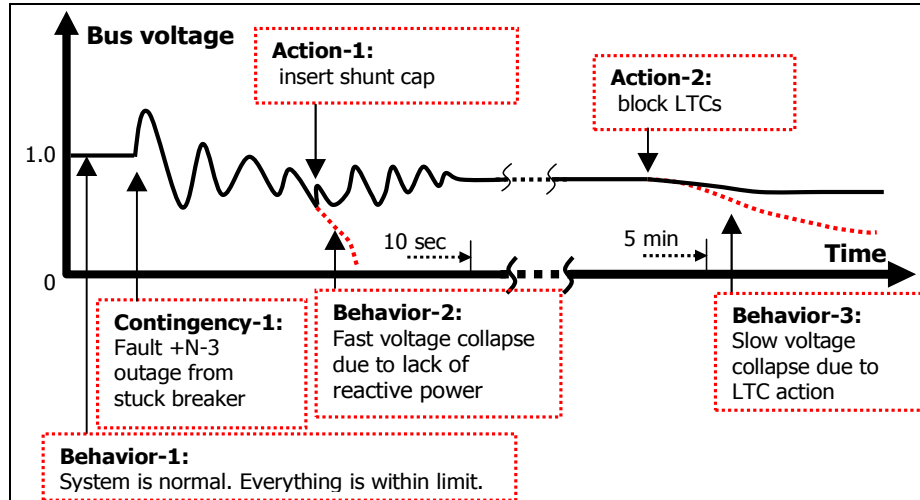 Bus voltage
Action-1:
insert shunt cap
Action-2:
block LTCs
1.0
10 sec
5 min
Time
0
Contingency-1:
Fault +N-3
outage from
stuck breaker
Behavior-2:
Fast voltage collapse
due to lack of
reactive power
Behavior-3:
Slow voltage
collapse due to
LTC action
Behavior-1:
System is normal. Everything is within limit.